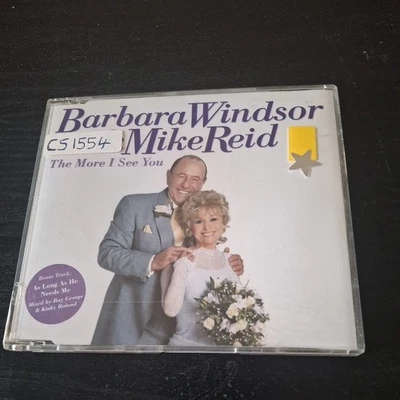 Barbara Windsor
Mike Reid
CS1554
The More I See You
Bonus Track:
As Long As He
Needs Me
Mixed by Boy George
& Kinky Roland